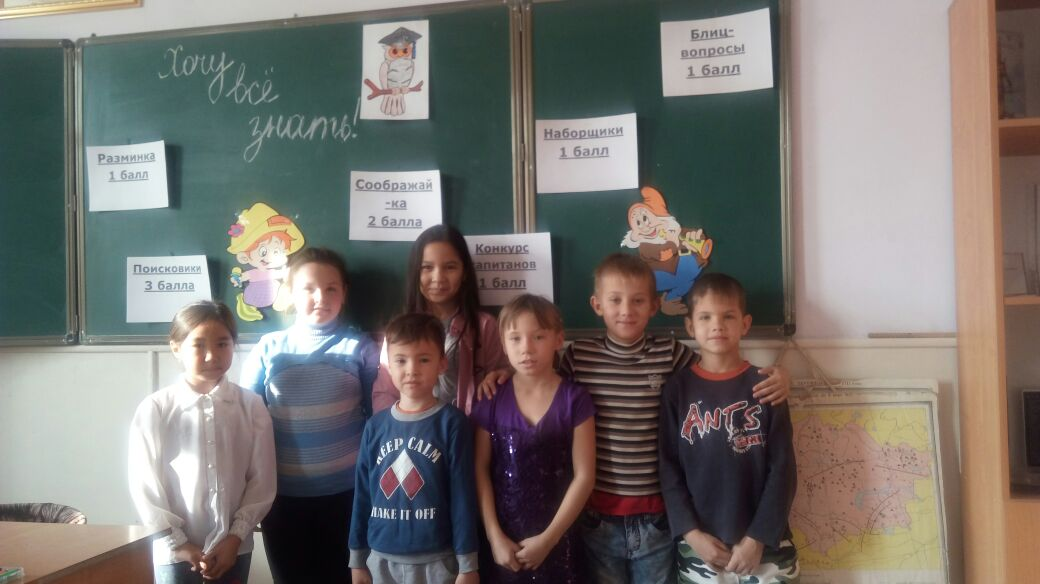 Хочу
всё
знать!
Разминка
1 балл
Поисковики
3 балла
Соображай
-ка
2 балла
Конкурс
капитанов
1 балл
Наборщики
1 балл
Блиц-
вопросы
1 балл
KEEP CALM
MAKE IT OFF
ANTS